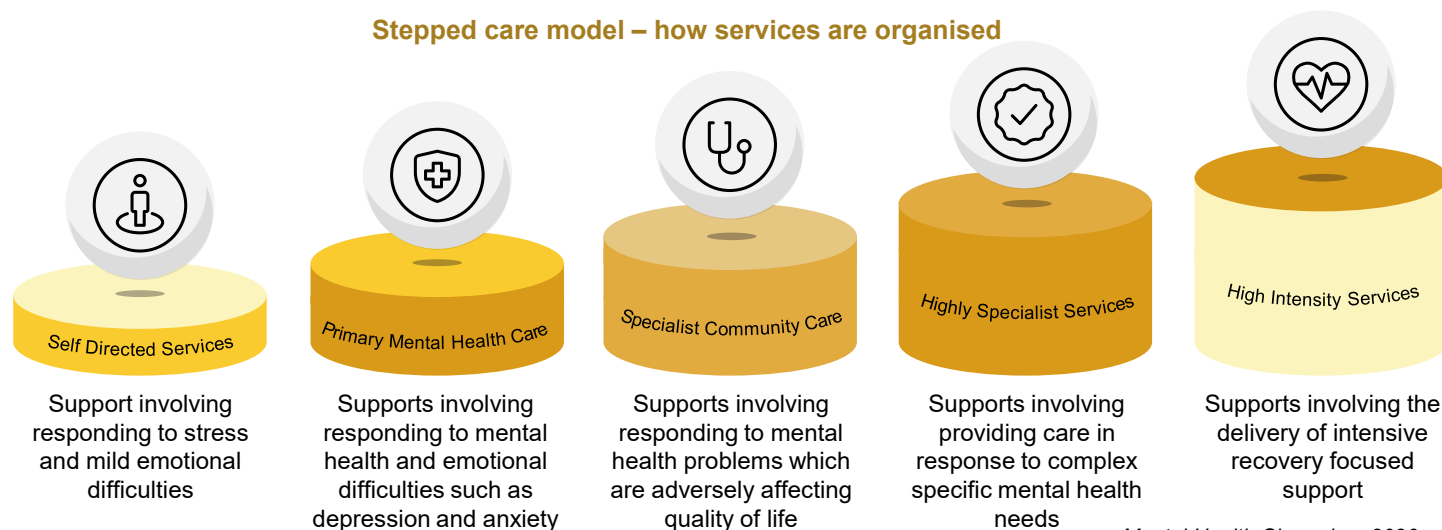 Stepped care model – how services are organised
Self Directed Services
Primary Mental Health Care
Specialist Community Care
Highly Specialist Services
High Intensity Services
Support involving
responding to stress
and mild emotional
difficulties
Supports involving
responding to mental
health and emotional
difficulties such as
depression and anxiety
Supports involving
responding to mental
health problems which
are adversely affecting
quality of life
Supports involving
providing care in
response to complex
specific mental health
needs
Supports involving the
delivery of intensive
recovery focused
support
Mental Health